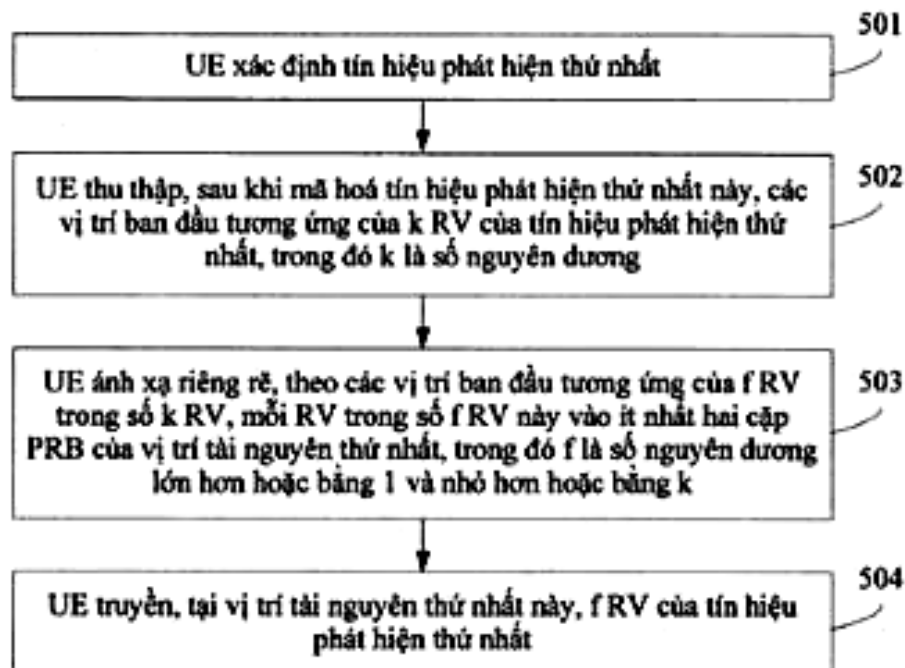 501
UE xác định tín hiệu phát hiện thứ nhất
502
UE thu thập, sau khi mã hoá tín hiệu phát hiện thứ nhất này, các
vị trí ban đầu tương ứng của k RV của tín hiệu phát hiện thứ
nhất, trong đó k là số nguyên dương
503
UE ánh xạ riêng rẽ, theo các vị trí ban đầu tương ứng của f RV
trong số k RV, mỗi RV trong số f RV này vào ít nhất hai cặp
PRB của vị trí tài nguyên thứ nhất, trong đó f là số nguyên dương
lớn hơn hoặc bằng 1 và nhỏ hơn hoặc bằng k
504
UE truyền, tại vị trí tài nguyên thứ nhất này, f RV của tín hiệu
phát hiện thứ nhất